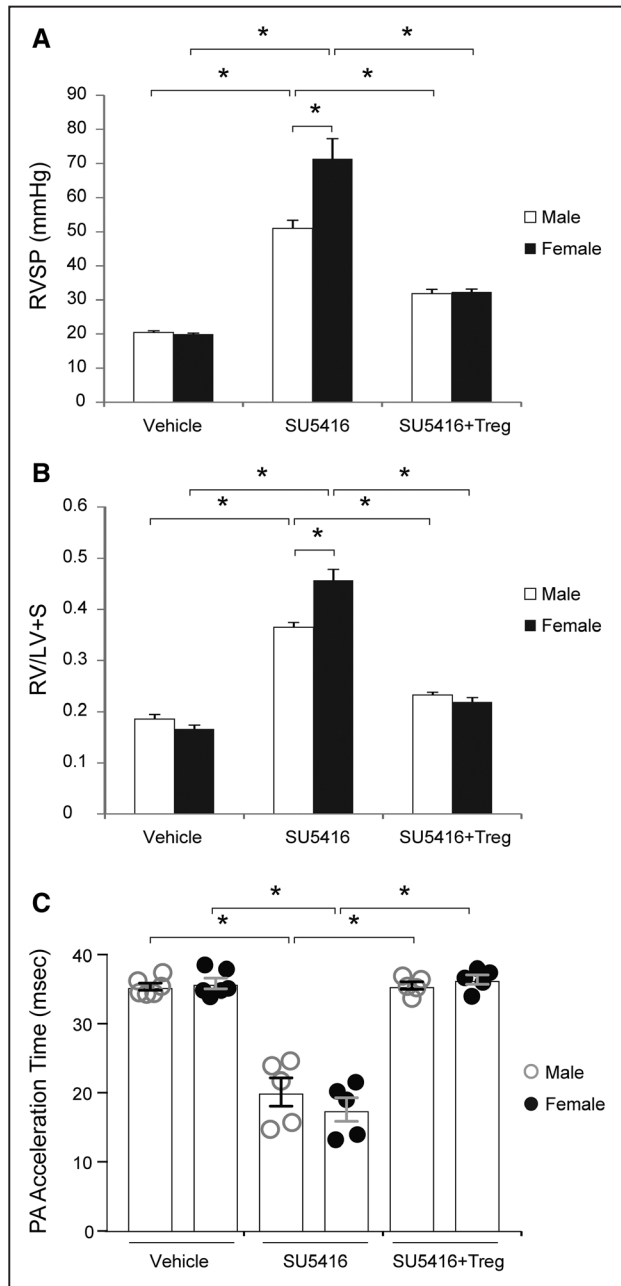 A
*
*
*
*
*
90
80
70
60
50
40
30
20
10
0
RVSP (mmHg)
Male
Female
Vehicle
SU5416
SU5416+Treg
B
*
*
*
*
*
0.6
0.5
0.4
0.3
0.2
0.1
0
RV/LV+S
Male
Female
Vehicle
SU5416
SU5416+Treg
C
*
*
*
*
40
30
20
10
0
PA Acceleration Time (msec)
Male
Female
Vehicle
SU5416
SU5416+Treg